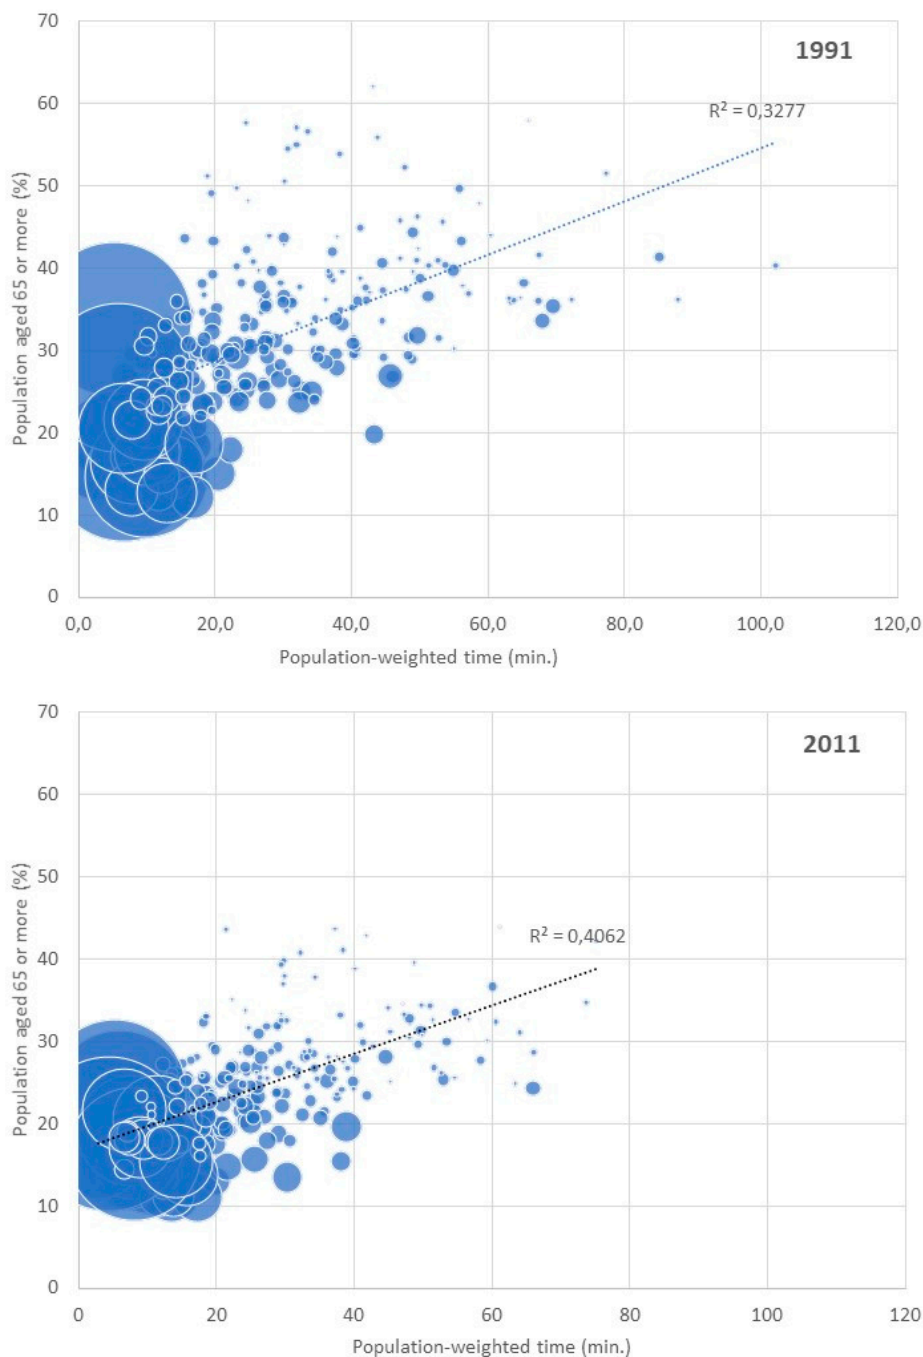 70
1991
60
R² = 0,3277
50
40
30
20
10
0
Population aged 65 or more (%)
0,0 20,0 40,0 60,0 80,0 100,0 120,0
Population-weighted time (min.)
70
2011
60
50
R² = 0,4062
40
30
20
10
0
Population aged 65 or more (%)
0 20 40 60 80 100 120
Population-weighted time (min.)